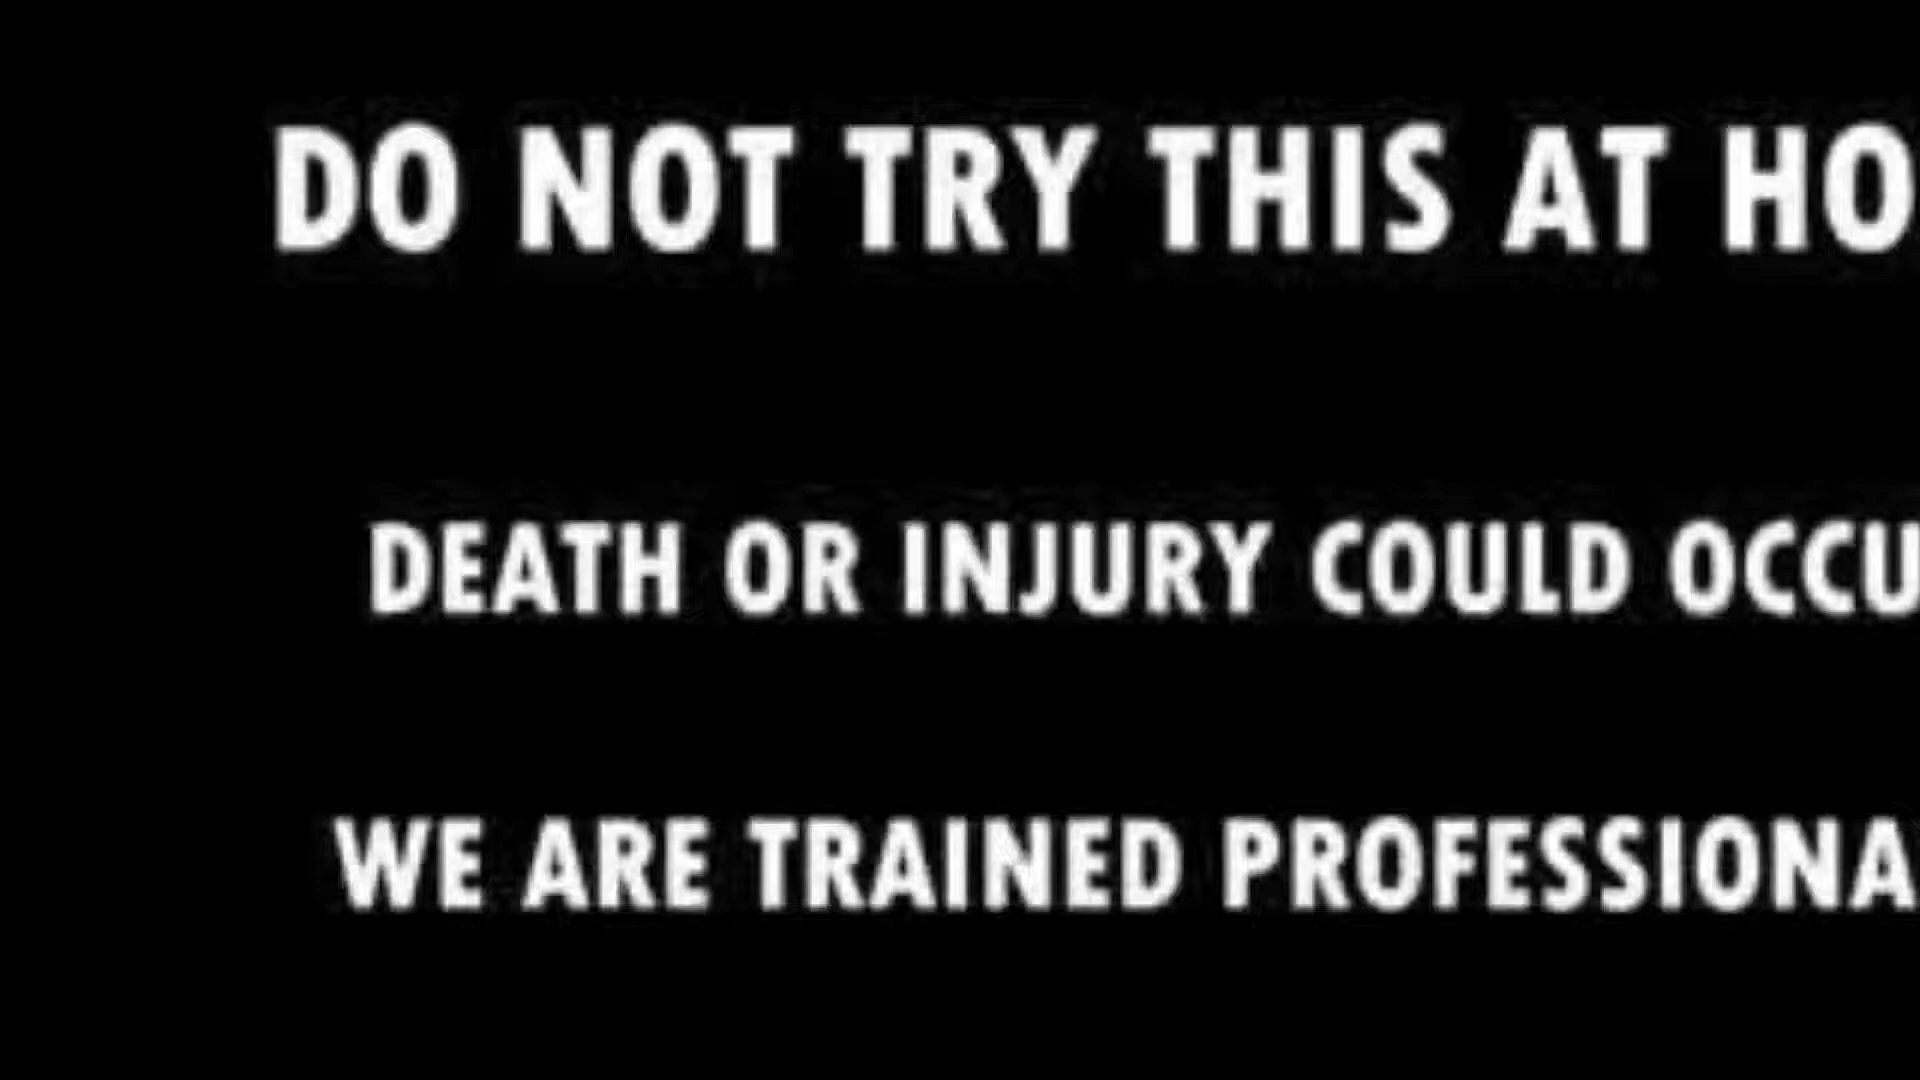 DO NOT TRY THIS AT HO
DEATH OR INJURY COULD OCCU
WE ARE TRAINED PROFESSIONA